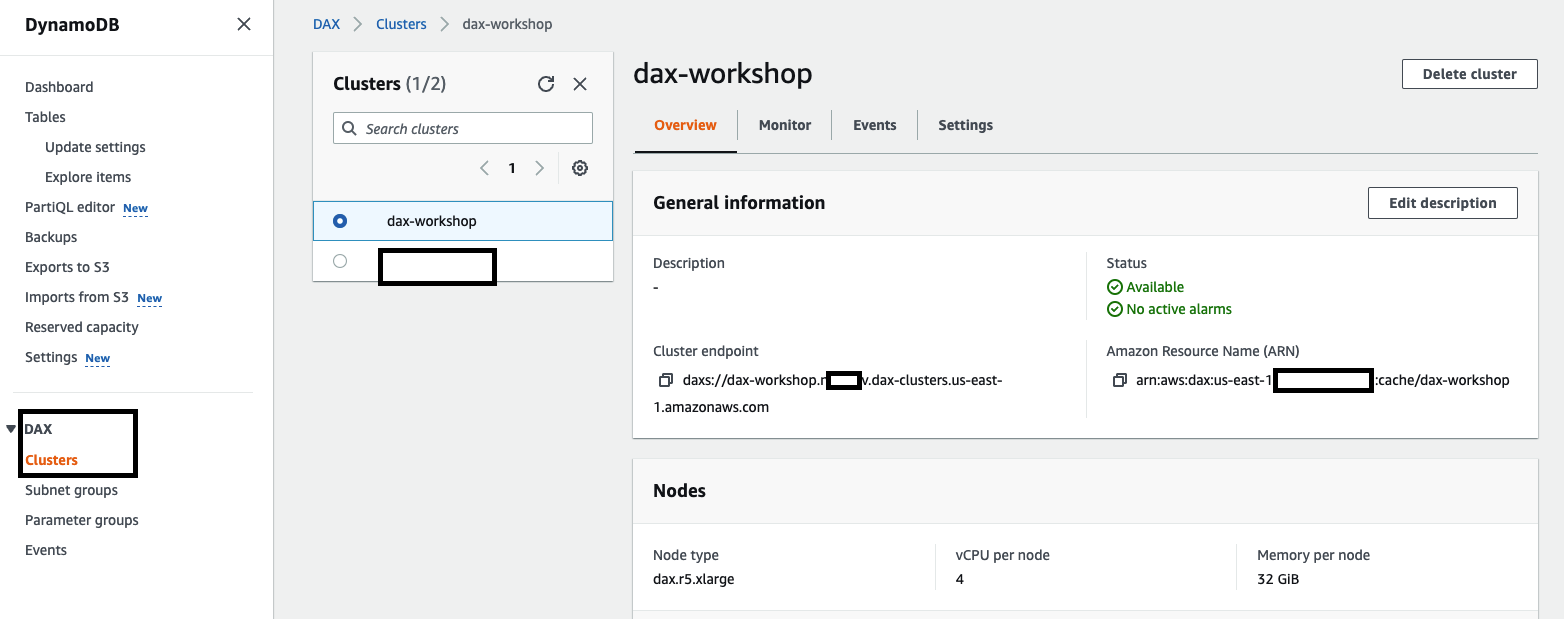 DynamoDB
Dashboard
Tables
Update settings
Explore items
PartiQL editor New
Backups
Exports to S3
Imports from S3 New
Reserved capacity
Settings New
DAX
Clusters
Subnet groups
Parameter groups
Events
DAX Clusters dax-workshop
Clusters (1/2)
Search clusters
1
dax-workshop
dax-workshop
Delete cluster
Overview Monitor Events Settings
General information
Edit description
Description
-
Status
Available
No active alarms
Cluster endpoint
daxs://dax-workshop.r v.dax-clusters.us-east-
1.amazonaws.com
Amazon Resource Name (ARN)
arn:aws:dax:us-east-1 :cache/dax-workshop
Nodes
Node type
dax.r5.xlarge
vCPU per node
4
Memory per node
32 GiB